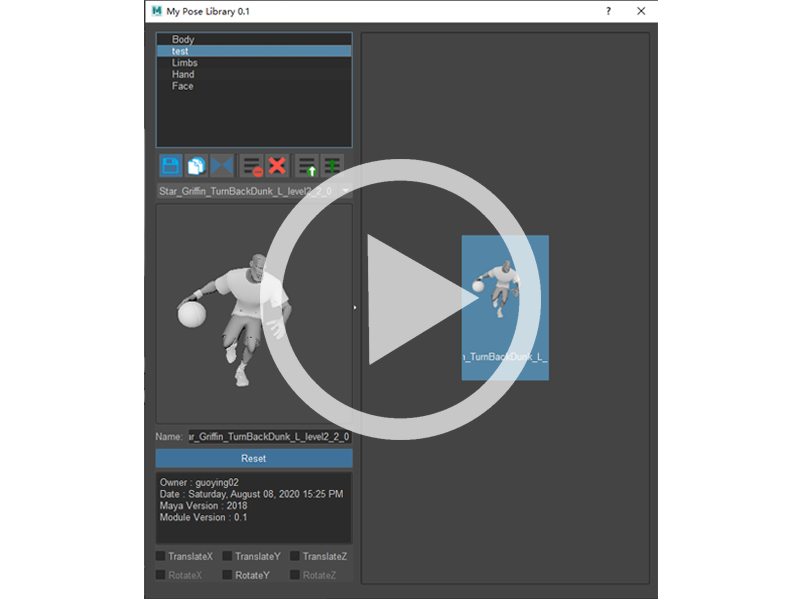 My Pose Library 0.1
Body
test
Limbs
Hand
Face
Star_Griffin_TurnBackDunk_L_level2_2_0
_TurnBackDunk_L_
Name: ar_Griffin_TurnBackDunk_L_level2_2_0
Reset
Owner : guoying02
Date : Saturday, August 08, 2020 15:25 PM
Maya Version : 2018
Module Version : 0.1
TranslateX TranslateY TranslateZ
RotateX RotateY RotateZ